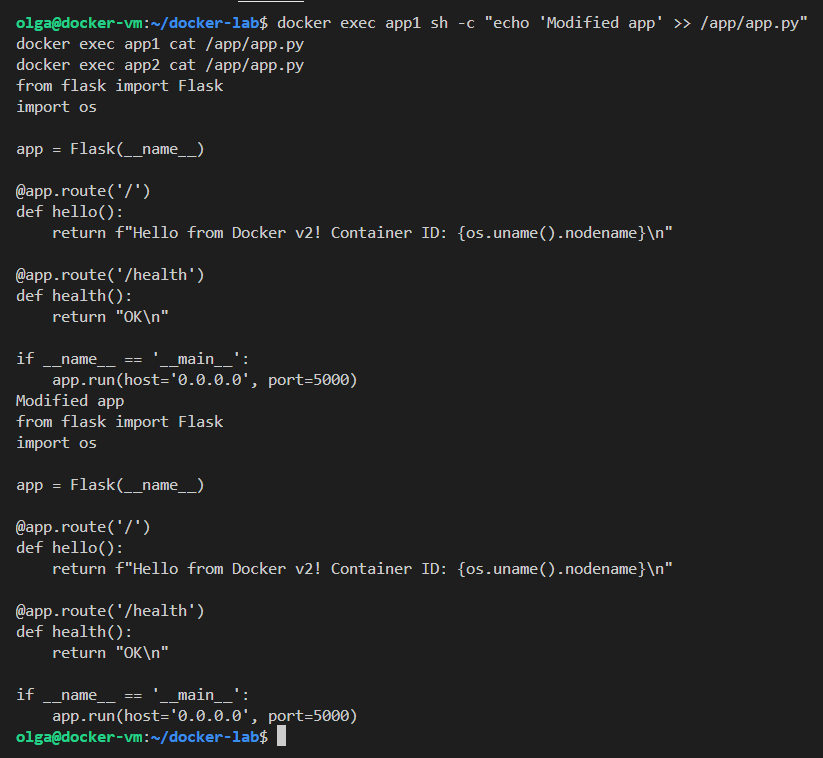 olga@docker-vm:~/docker-lab$ docker exec app1 sh -c "echo 'Modified app' >> /app/app.py"
docker exec app1 cat /app/app.py
docker exec app2 cat /app/app.py
from flask import Flask
import os

app = Flask(__name__)

@app.route('/')
def hello():
    return f"Hello from Docker v2! Container ID: {os.uname().nodename}\n"

@app.route('/health')
def health():
    return "OK\n"

if __name__ == '__main__':
    app.run(host='0.0.0.0', port=5000)
Modified app
from flask import Flask
import os

app = Flask(__name__)

@app.route('/')
def hello():
    return f"Hello from Docker v2! Container ID: {os.uname().nodename}\n"

@app.route('/health')
def health():
    return "OK\n"

if __name__ == '__main__':
    app.run(host='0.0.0.0', port=5000)
olga@docker-vm:~/docker-lab$